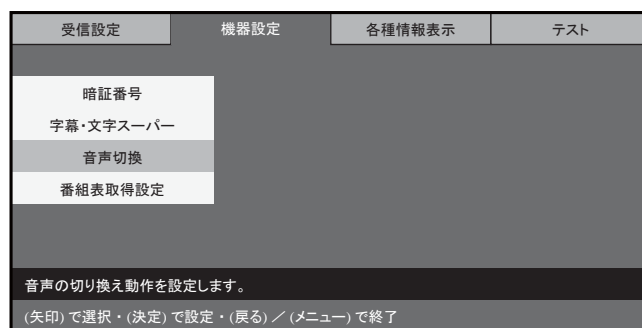 受信設定 機器設定 各種情報表示 テスト
暗証番号
字幕・文字スーパー
音声切換
番組表取得設定
音声の切り換え動作を設定します。
(矢印) で選択・(決定) で設定・(戻る) ／ (メニュー) で終了